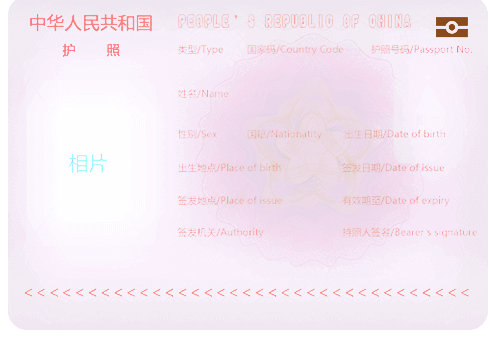 中华人民共和国 PEOPLE'S REPUBLIC OF CHINA
护 照 类型/Type 国家码/Country Code 护照号码/Passport No.
姓名/Name
性别/Sex 国籍/Nationality 出生日期/Date of birth
相片
出生地点/Place of birth 签发日期/Date of issue
签发地点/Place of issue 有效期至/Date of expiry
签发机关/Authority 持照人签名/Bearer's signature
<<<<<<<<<<<<<<<<<<<<<<<<<<<<<<<<<<